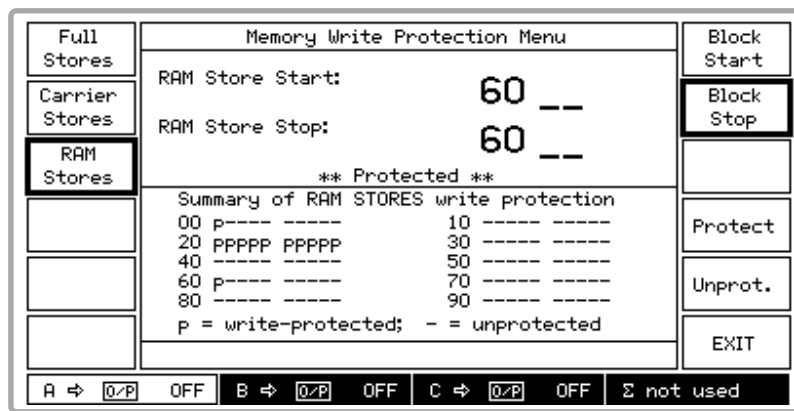 Full
Stores
Carrier
Stores
RAM
Stores
Memory Write Protection Menu
RAM Store Start: 60 __
RAM Store Stop: 60 __
** Protected **
Summary of RAM STORES write protection
00 p---- ----- 10 ----- -----
20 PPPPP PPPPP 30 ----- -----
40 ----- ----- 50 ----- -----
60 p---- ----- 70 ----- -----
80 ----- ----- 90 ----- -----
p = write-protected; - = unprotected
Block
Start
Block
Stop
Protect
Unprot.
EXIT
A ⇨ O/P OFF B ⇨ O/P OFF C ⇨ O/P OFF Σ not used